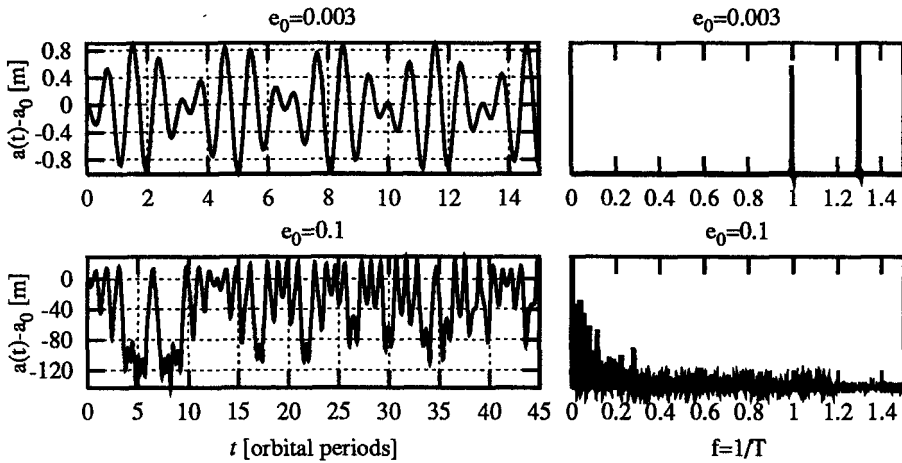 e₀=0.003
e₀=0.003
a(t)-a₀ [m]
0.8
0.4
0
-0.4
-0.8
0 2 4 6 8 10 12 14
0 0.2 0.4 0.6 0.8 1 1.2 1.4
e₀=0.1
e₀=0.1
a(t)-a₀ [m]
0
-40
-80
-120
0 5 10 15 20 25 30 35 40 45
0 0.2 0.4 0.6 0.8 1 1.2 1.4
t [orbital periods]
f=1/T